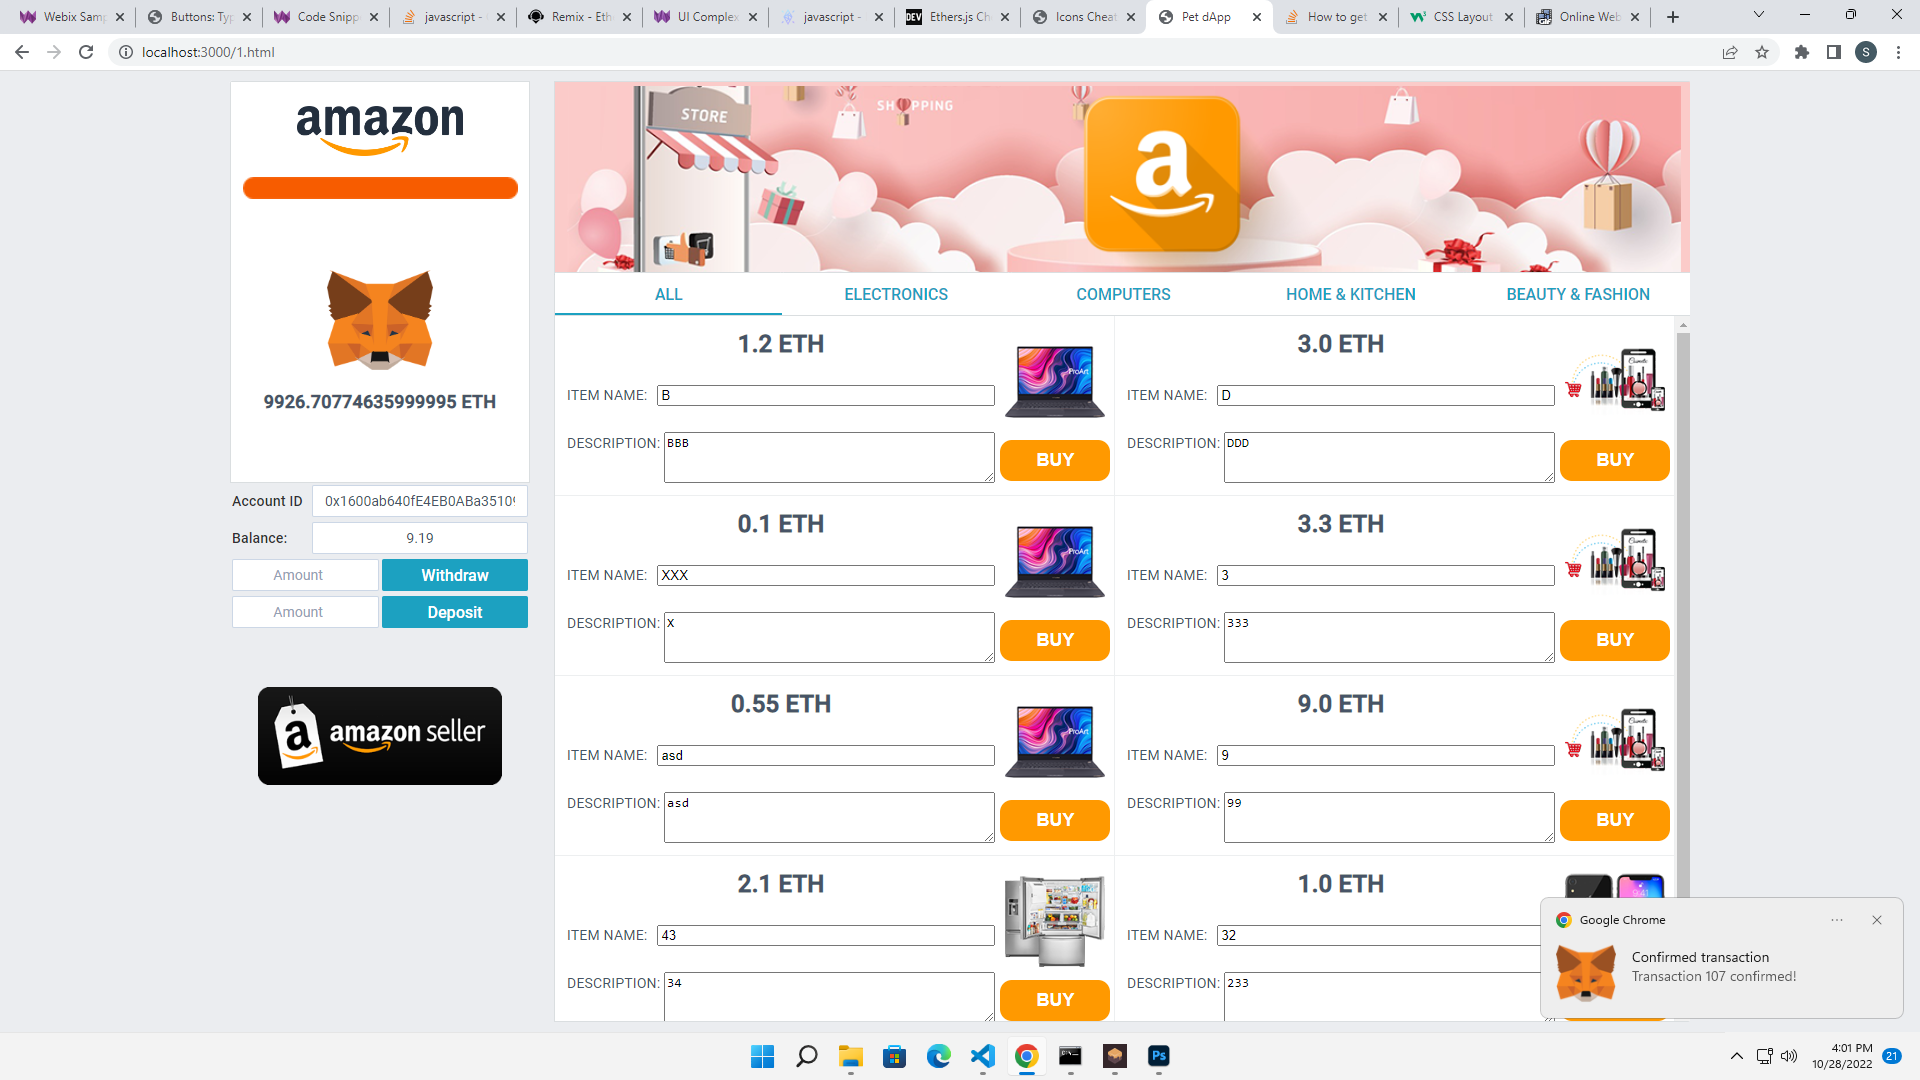 Webix Samp
Buttons: Typ
Code Snipp
javascript -
Remix - Eth
UI Complex
javascript -
Ethers.js Ch
Icons Cheat
Pet dApp
How to get
CSS Layout
Online Web
localhost:3000/1.html
S
amazon
9926.70774635999995 ETH
Account ID
0x1600ab640fE4EB0ABa3510
Balance:
9.19
Amount
Withdraw
Amount
Deposit
amazon seller
STORE
SHOPPING
a
ALL
ELECTRONICS
COMPUTERS
HOME & KITCHEN
BEAUTY & FASHION
1.2 ETH
ITEM NAME:
B
DESCRIPTION:
BBB
ProArt
BUY
3.0 ETH
ITEM NAME:
D
DESCRIPTION:
DDD
BUY
0.1 ETH
ITEM NAME:
XXX
DESCRIPTION:
X
ProArt
BUY
3.3 ETH
ITEM NAME:
3
DESCRIPTION:
333
BUY
0.55 ETH
ITEM NAME:
asd
DESCRIPTION:
asd
ProArt
BUY
9.0 ETH
ITEM NAME:
9
DESCRIPTION:
99
BUY
2.1 ETH
ITEM NAME:
43
DESCRIPTION:
34
BUY
1.0 ETH
ITEM NAME:
32
DESCRIPTION:
233
9:41
Google Chrome
Confirmed transaction
Transaction 107 confirmed!
Ps
4:01 PM
10/28/2022
21